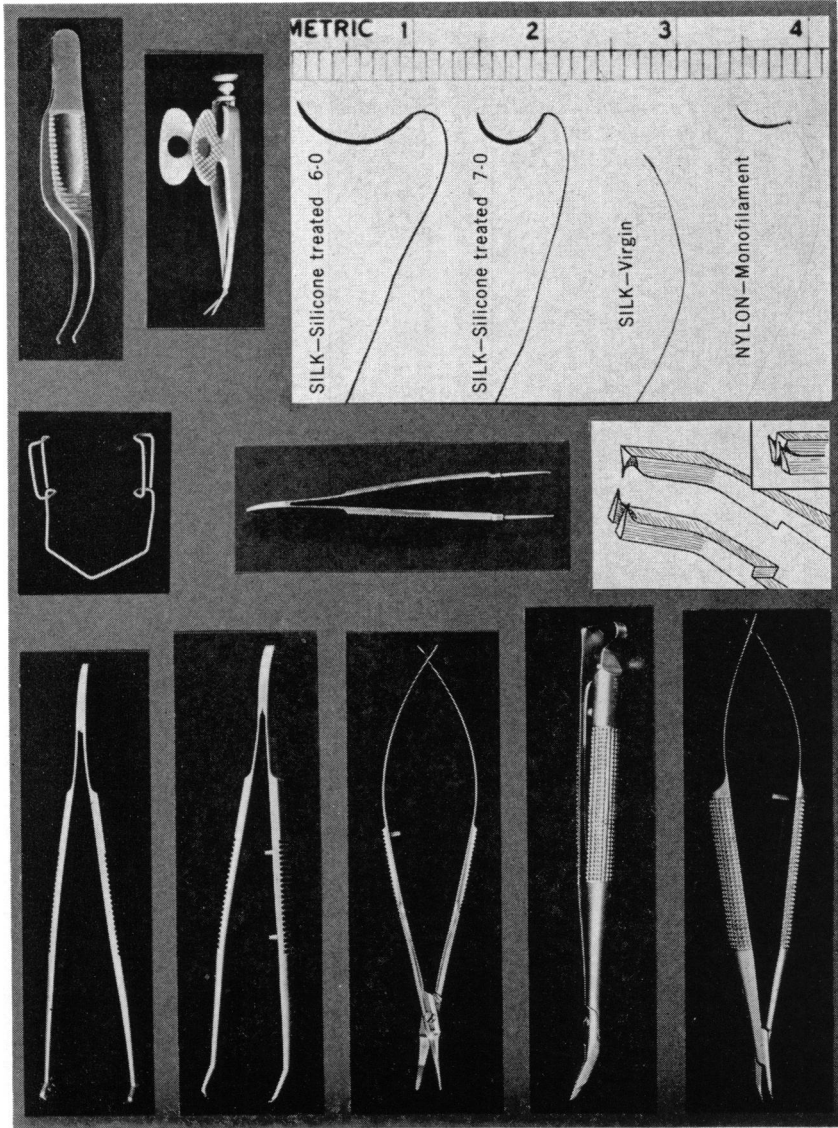 METRIC 1 2 3 4
SILK—Silicone treated 6-0
SILK—Silicone treated 7-0
SILK—Virgin
NYLON—Monofilament